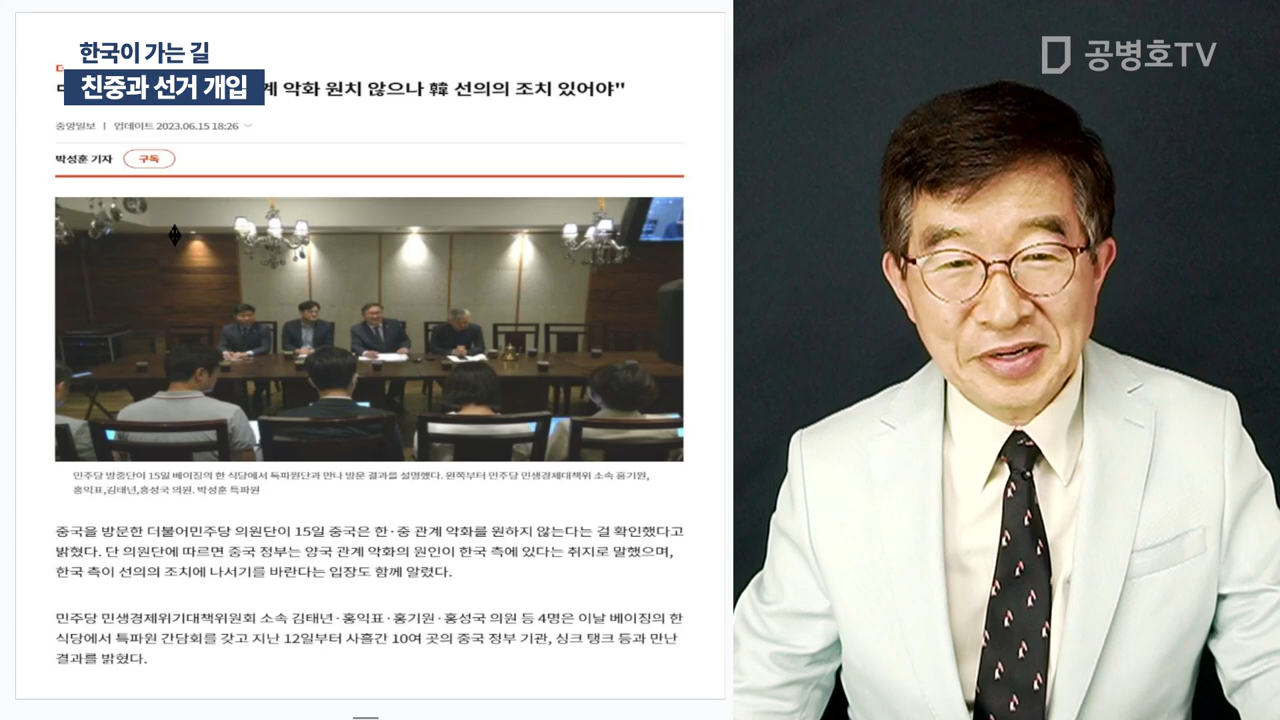 한국이 가는 길
친중과 선거 개입
계 악화 원치 않으나 韓 선의의 조치 있어야"
중앙일보 | 업데이트 2023.06.15 18:26
박성훈 기자 구독
민주당 방중단이 15일 베이징의 한 식당에서 특파원단과 만나 방문 결과를 설명했다. 왼쪽부터 민주당 민생경제대책위 소속 홍기원,
홍익표,김태년,홍성국 의원. 박성훈 특파원
중국을 방문한 더불어민주당 의원단이 15일 중국은 한·중 관계 악화를 원하지 않는다는 걸 확인했다고
밝혔다. 단 의원단에 따르면 중국 정부는 양국 관계 악화의 원인이 한국 측에 있다는 취지로 말했으며,
한국 측이 선의의 조치에 나서기를 바란다는 입장도 함께 알렸다.
민주당 민생경제위기대책위원회 소속 김태년·홍익표·홍기원·홍성국 의원 등 4명은 이날 베이징의 한
식당에서 특파원 간담회를 갖고 지난 12일부터 사흘간 10여 곳의 중국 정부 기관, 싱크 탱크 등과 만난
결과를 밝혔다.
공병호TV